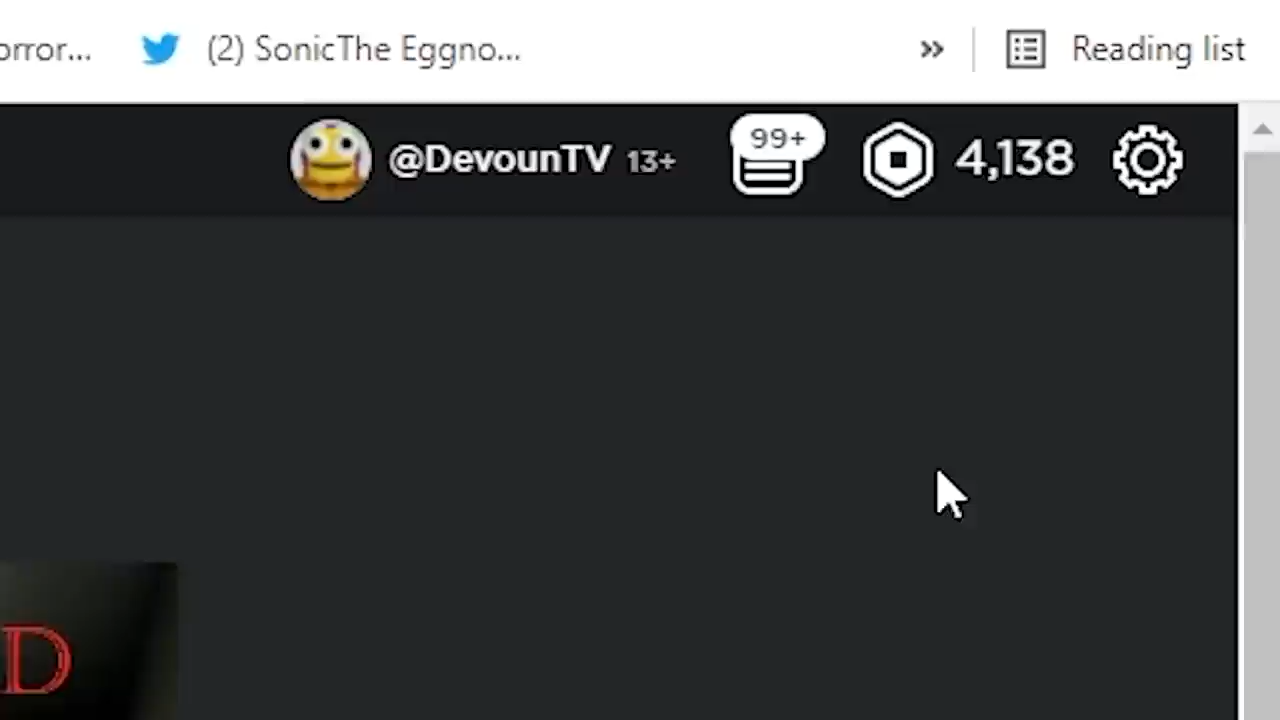 orror... (2) SonicThe Eggno... » Reading list
@DevounTV 13+ 99+ 4,138
D